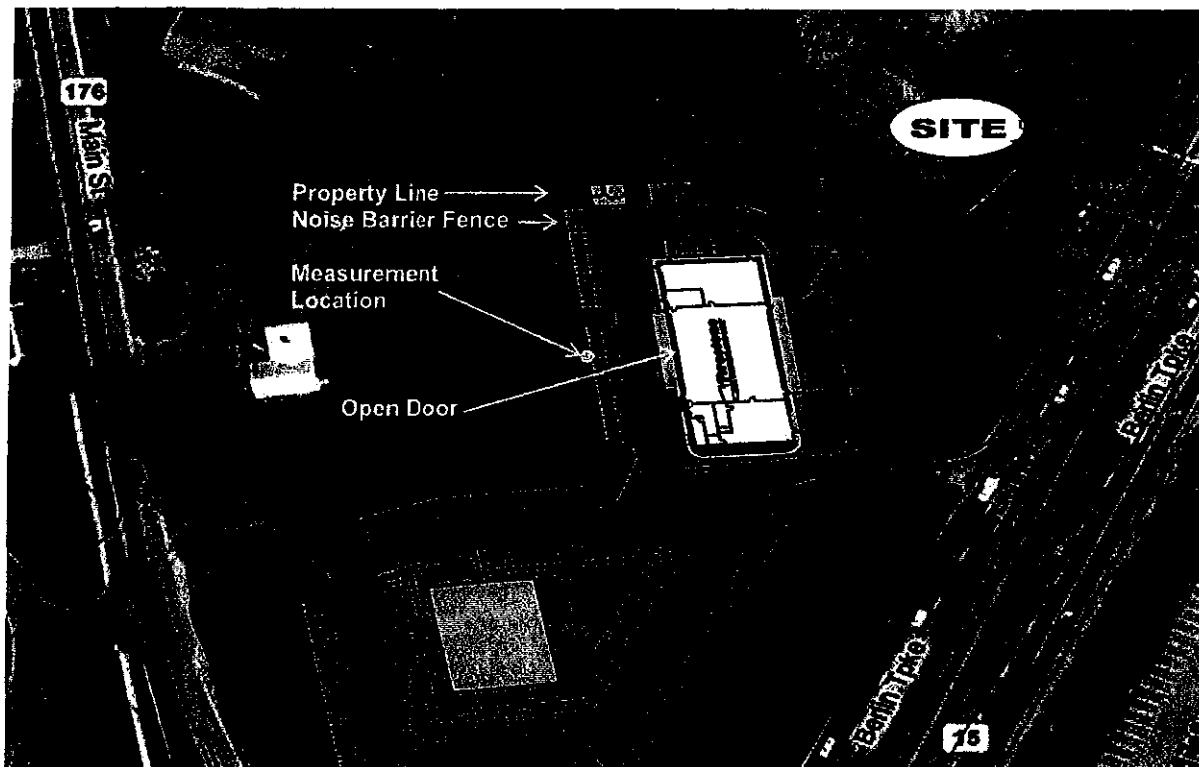 176
Main St
SITE
Property Line
Noise Barrier Fence
Measurement
Location
Open Door
Berlin Tpke
Berlin Tpke
15